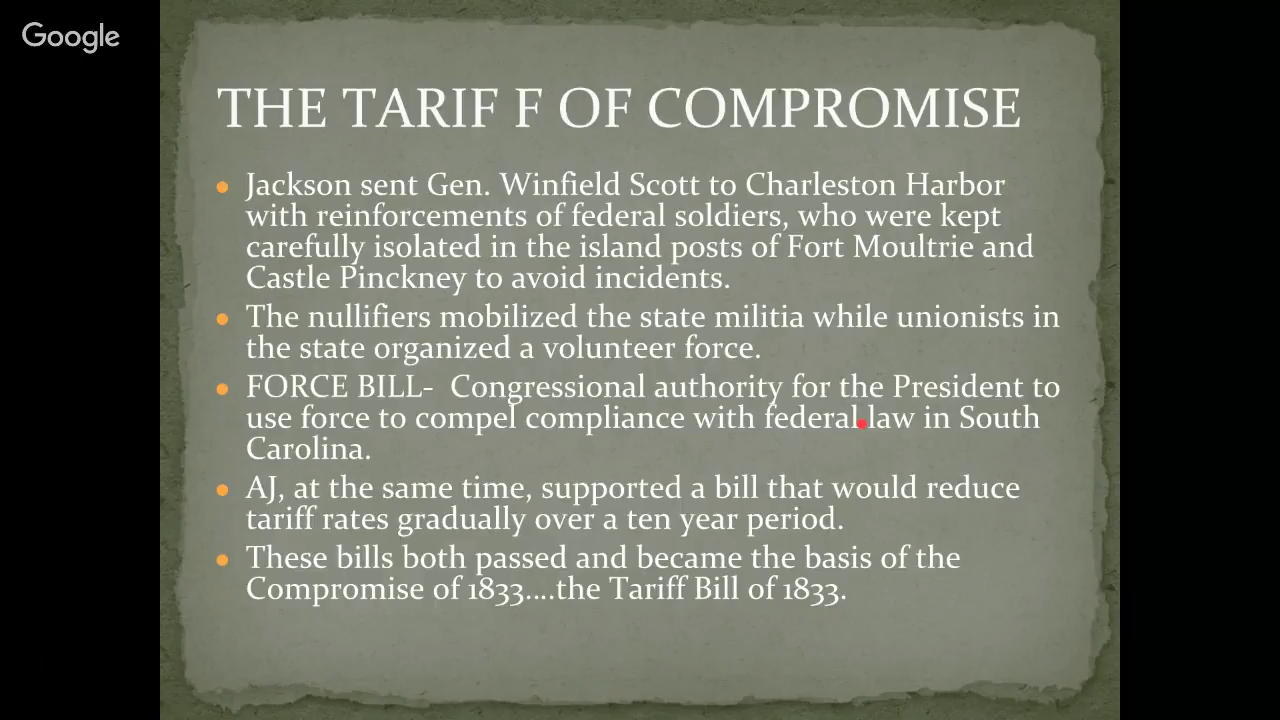 Google
THE TARIF F OF COMPROMISE
Jackson sent Gen. Winfield Scott to Charleston Harbor
with reinforcements of federal soldiers, who were kept
carefully isolated in the island posts of Fort Moultrie and
Castle Pinckney to avoid incidents.
The nullifiers mobilized the state militia while unionists in
the state organized a volunteer force.
FORCE BILL- Congressional authority for the President to
use force to compel compliance with federal law in South
Carolina.
AJ, at the same time, supported a bill that would reduce
tariff rates gradually over a ten year period.
These bills both passed and became the basis of the
Compromise of 1833....the Tariff Bill of 1833.